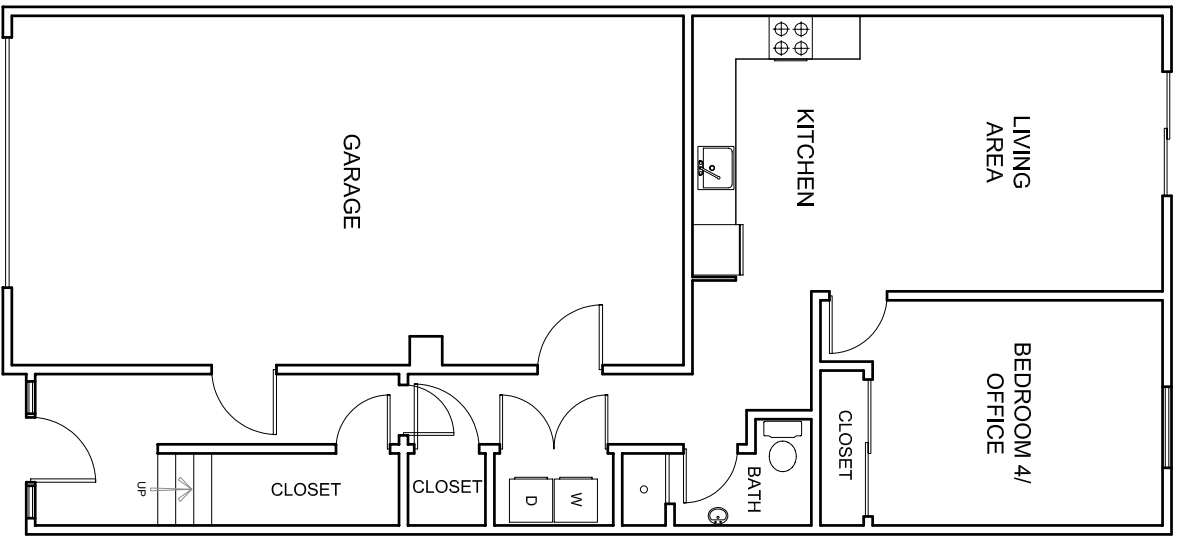 GARAGE
KITCHEN
LIVING
AREA
BEDROOM 4/
OFFICE
CLOSET
BATH
W
D
CLOSET
CLOSET
UP